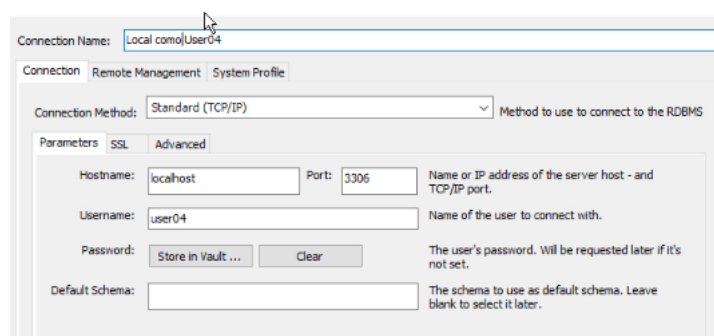 Connection Name: Local como User04
Connection Remote Management System Profile
Connection Method: Standard (TCP/IP) Method to use to connect to the RDBMS
Parameters SSL Advanced
Hostname: localhost Port: 3306 Name or IP address of the server host - and
TCP/IP port.
Username: user04 Name of the user to connect with.
Password: Store in Vault ... Clear The user's password. Will be requested later if it's
not set.
Default Schema: The schema to use as default schema. Leave
blank to select it later.